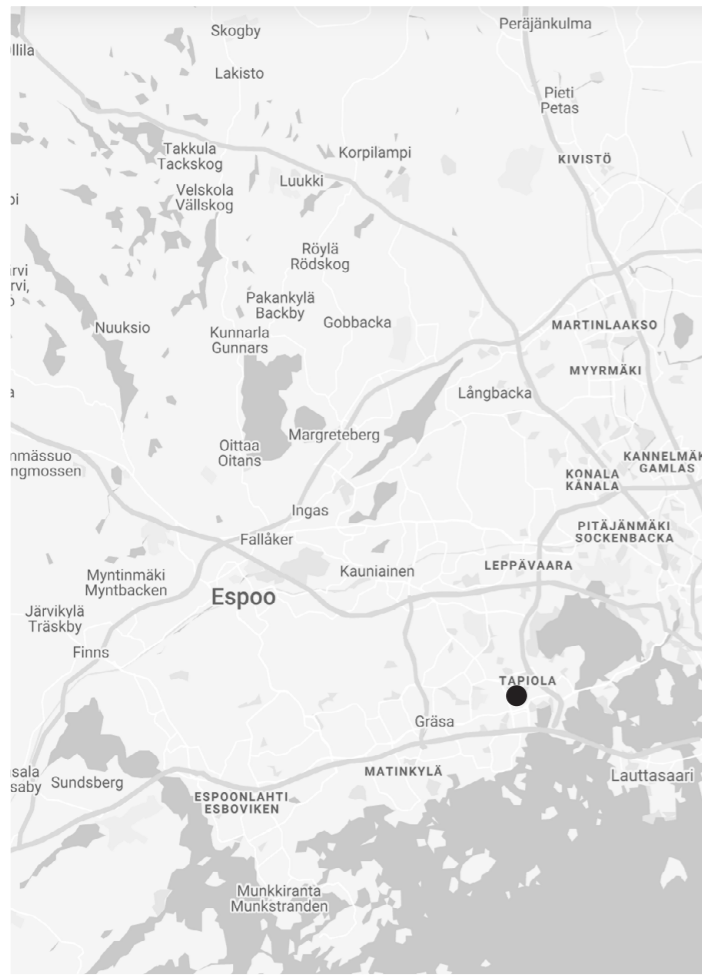 Peräjänkulma
Skogby
Lakisto
Pieti
Petas
Takkula
Tackskog
Korpilampi
KIVISTÖ
Luukki
Velskola
Vällskog
Röylä
Rödskog
Pakankylä
Backby
Gobbacka
Nuuksio
Kunnarla
Gunnars
MARTINLAAKSO
MYYRMÄKI
Långbacka
Margreteberg
Oittaa
Oitans
KONALA
KÅNALA
GAMLAS
Ingas
PITÄJÄNMÄKI
SOCKENBACKA
Fallåker
LEPPÄVAARA
Kauniainen
Myntinmäki
Myntbacken
Espoo
Järvikylä
Träskby
Finns
TAPIOLA
Gräsa
MATINKYLÄ
Lauttasaari
Sundsberg
ESPOONLAHTI
ESBOVIKEN
Munkkiranta
Munkstranden